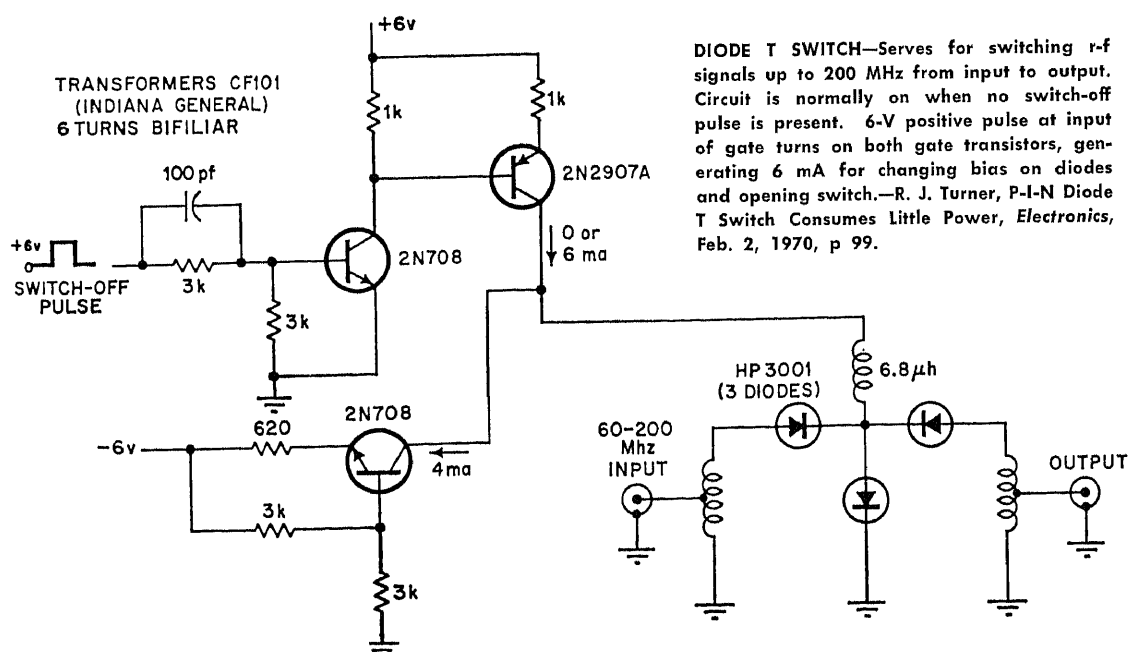 +6v
TRANSFORMERS CF101
(INDIANA GENERAL)
6 TURNS BIFILIAR
DIODE T SWITCH—Serves for switching r-f
signals up to 200 MHz from input to output.
Circuit is normally on when no switch-off
pulse is present. 6-V positive pulse at input
of gate turns on both gate transistors, gen-
erating 6 mA for changing bias on diodes
and opening switch.—R. J. Turner, P-I-N Diode
T Switch Consumes Little Power, Electronics,
Feb. 2, 1970, p 99.
1k
1k
100 pf
2N2907A
+6v
0
SWITCH-OFF
PULSE
3k
2N708
0 or
6 ma
3k
HP3001
(3 DIODES)
6.8μh
2N708
-6v
620
4ma
60-200
Mhz
INPUT
OUTPUT
3k
3k